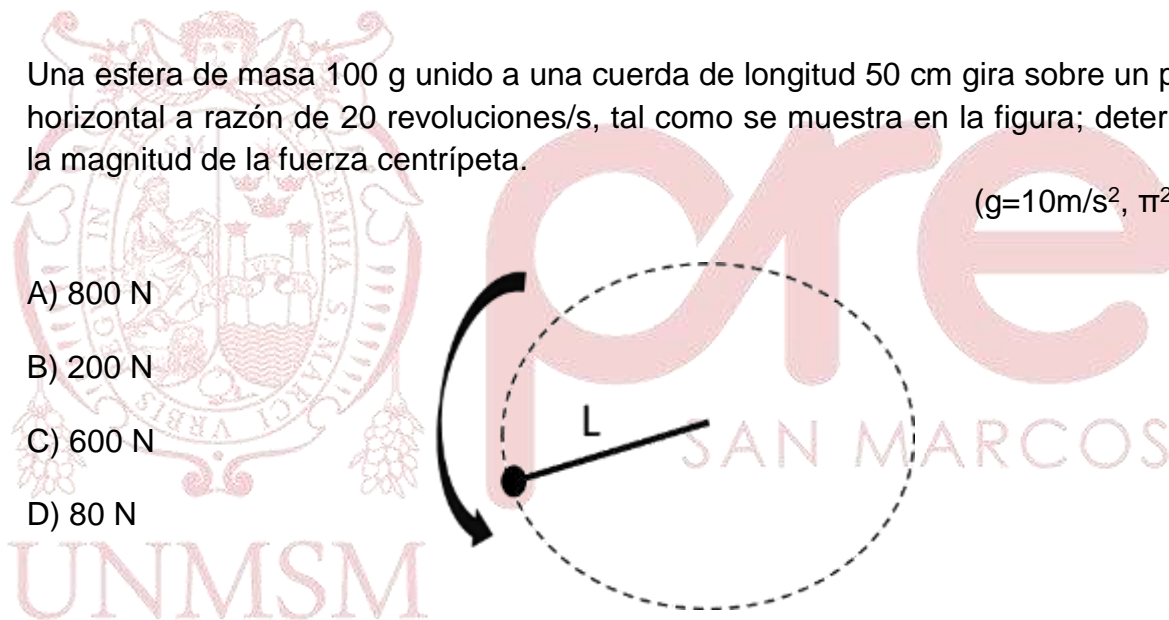 Una esfera de masa 100 g unido a una cuerda de longitud 50 cm gira sobre un p
horizontal a razón de 20 revoluciones/s, tal como se muestra en la figura; deter
la magnitud de la fuerza centrípeta.
(g=10m/s², π²
A) 800 N
B) 200 N
C) 600 N
D) 80 N
L
pre
SAN MARCOS
UNMSM